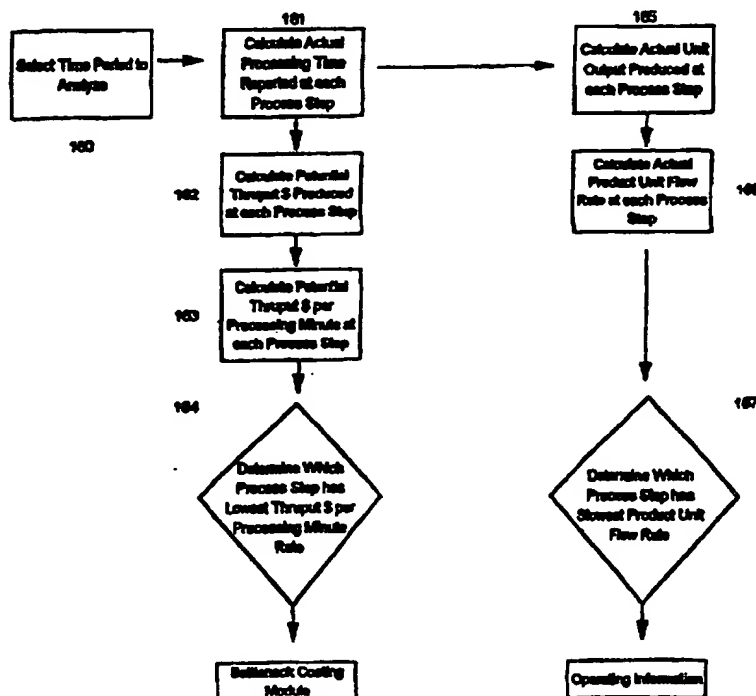 161
165
Select Time Period to
Analyze
160
Calculate Actual
Processing Time
Reported at each
Process Step
Calculate Actual Unit
Output Produced at
each Process Step
162
Calculate Potential
Thruput $ Produced
at each Process Step
Calculate Actual
Product Unit Flow
Rate at each Process
Step
163
Calculate Potential
Thruput $ per
Processing Minute at
each Process Step
164
167
Determine Which
Process Step has
Lowest Thruput $ per
Processing Minute
Rate
Determine Which
Process Step has
Slowest Product Unit
Flow Rate
Bottleneck Costing
Module
Operating Information